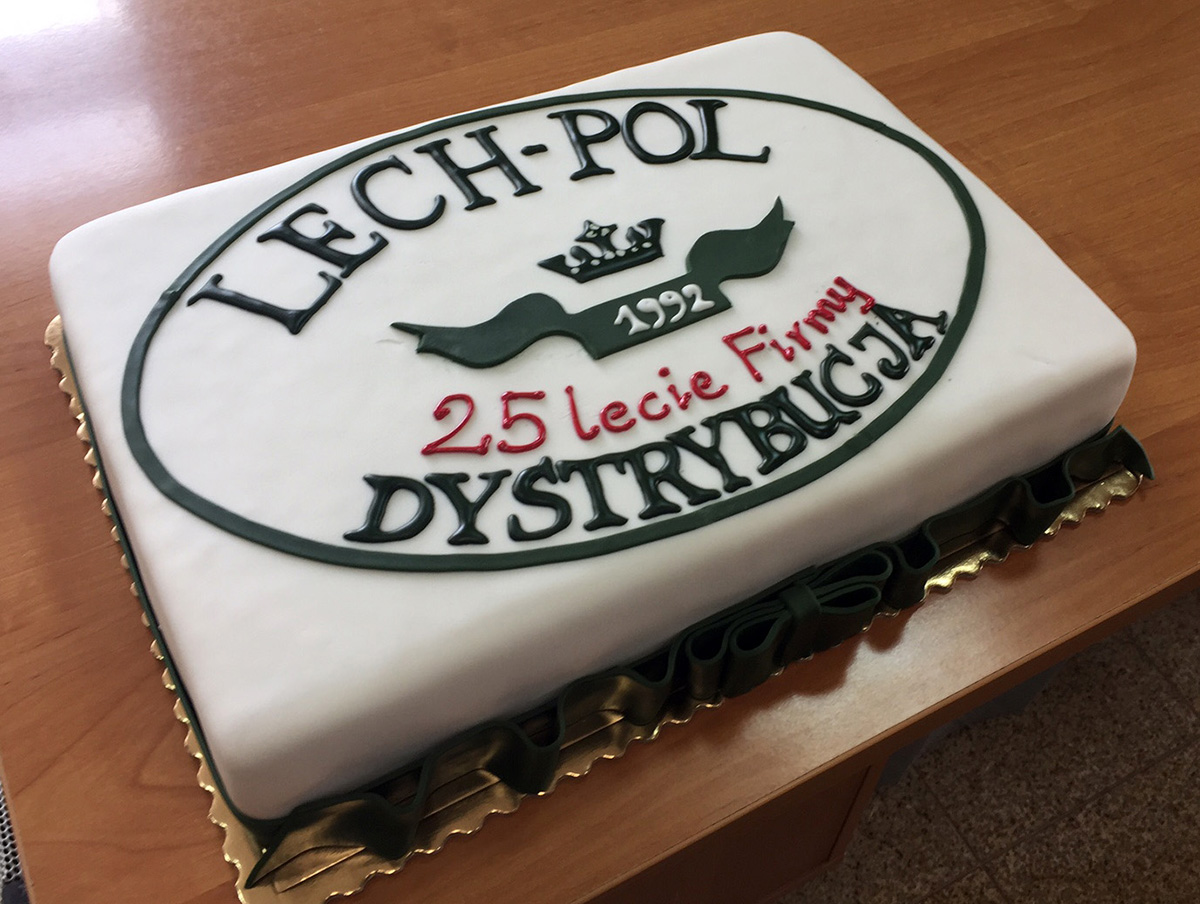 LECH-POL
1992
25 lecie Firmy
DYSTRYBUCJA